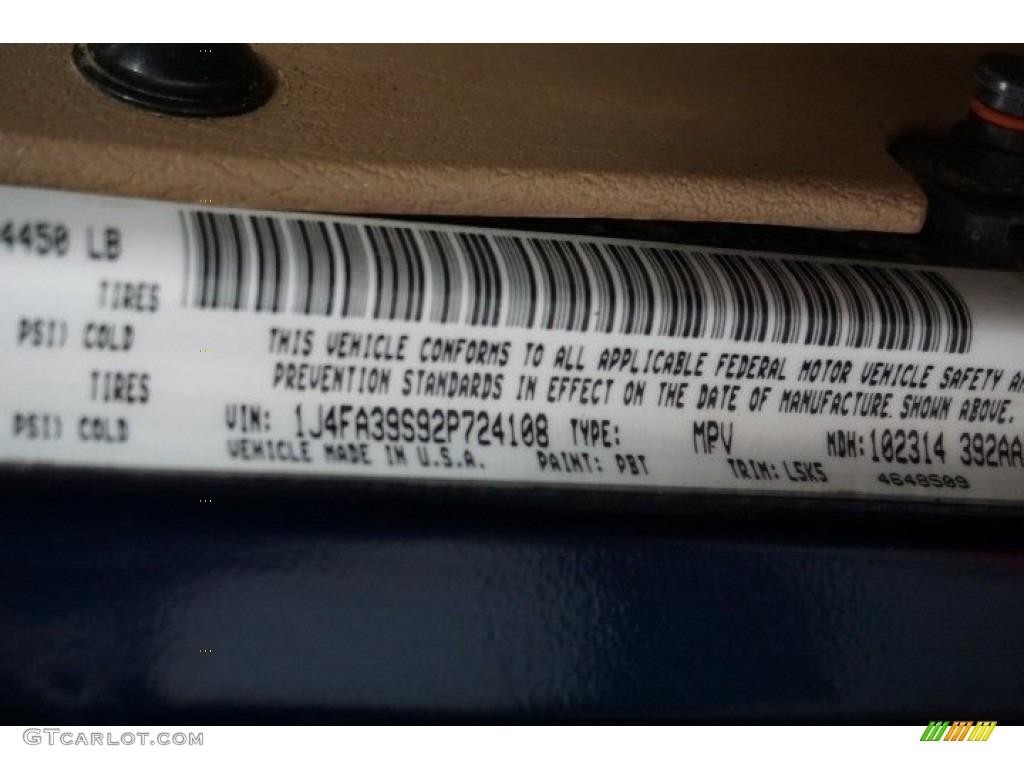 4450 LB
TIRES
PSI) COLD
TIRES
PSI) COLD
THIS VEHICLE CONFORMS TO ALL APPLICABLE FEDERAL MOTOR VEHICLE SAFETY AN
PREVENTION STANDARDS IN EFFECT ON THE DATE OF MANUFACTURE SHOWN ABOVE.
VIN: 1J4FA39S92P724108 TYPE: MPV MDH: 102314 392AA
VEHICLE MADE IN U.S.A. PAINT: PBT TRIM: LSK5 4648509
GTCarlot.com